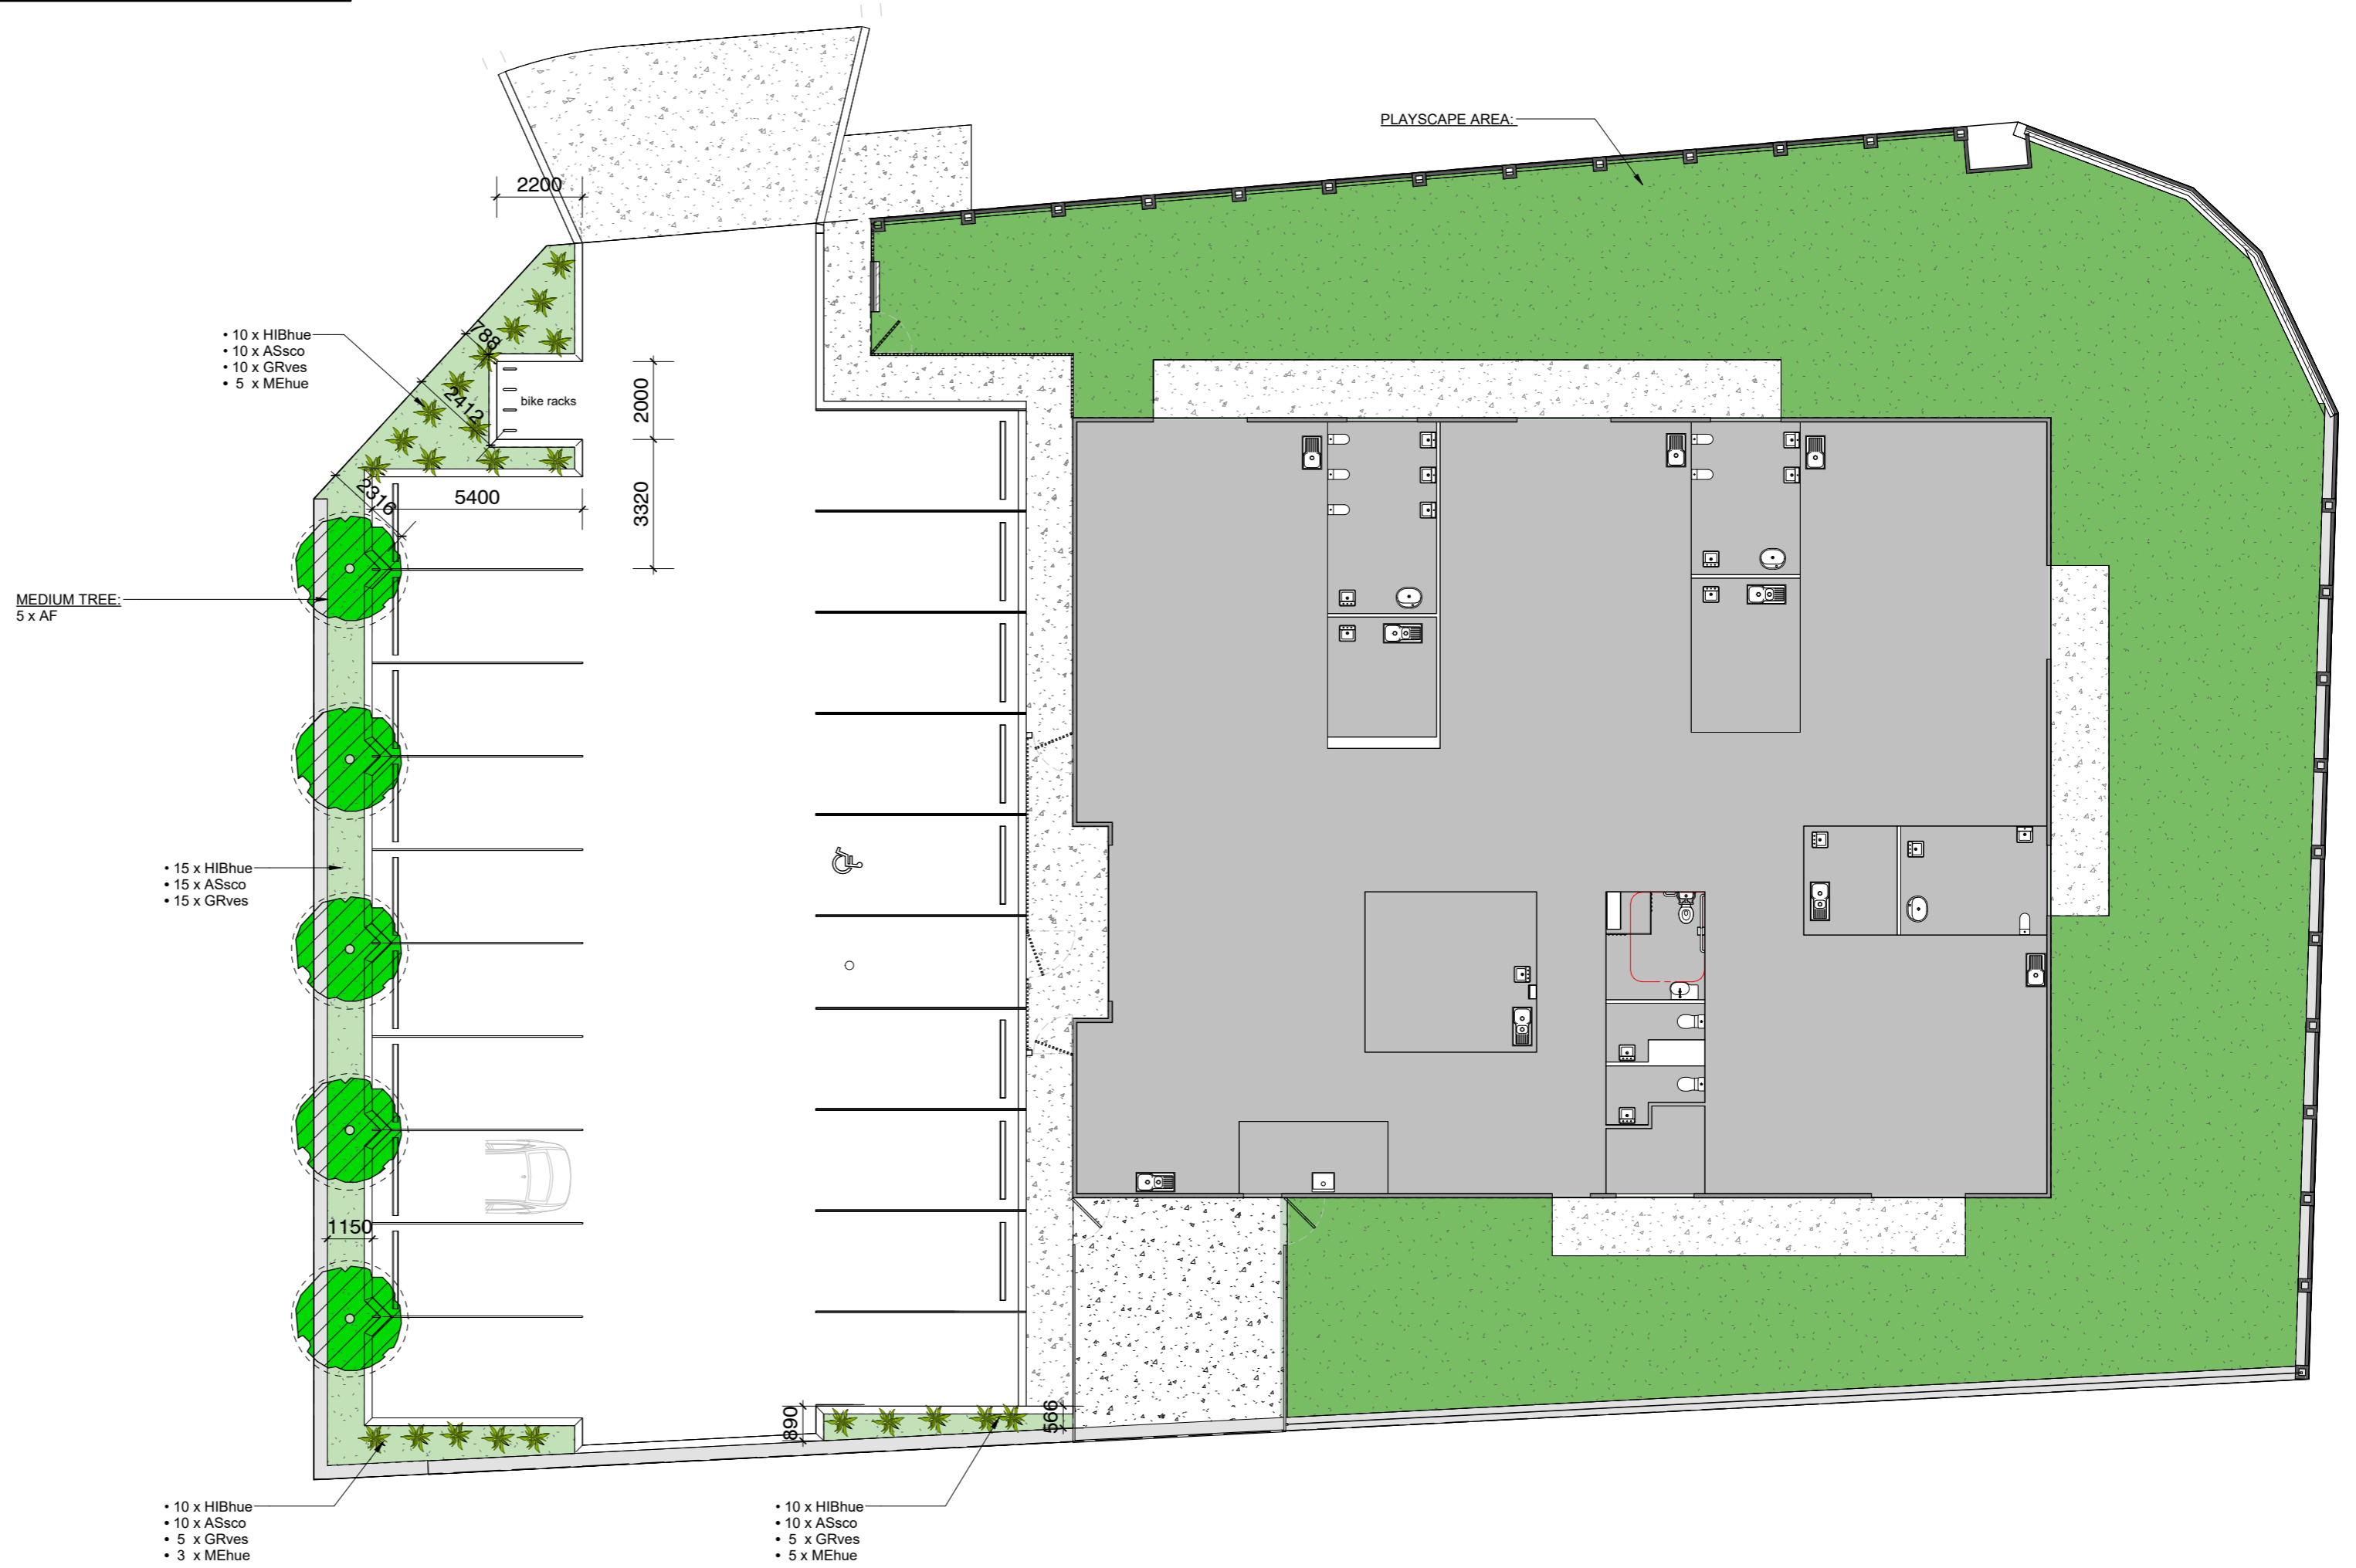 PLAYSCAPE AREA:
2200
• 10 x HIBhue
• 10 x ASsco
• 10 x GRves
• 5 x MEhue
788
2412
bike racks
2000
2316
5400
3320
MEDIUM TREE:
5 x AF
• 15 x HIBhue
• 15 x ASsco
• 15 x GRves
1150
890
566
• 10 x HIBhue
• 10 x ASsco
• 5 x GRves
• 3 x MEhue
• 10 x HIBhue
• 10 x ASsco
• 5 x GRves
• 5 x MEhue